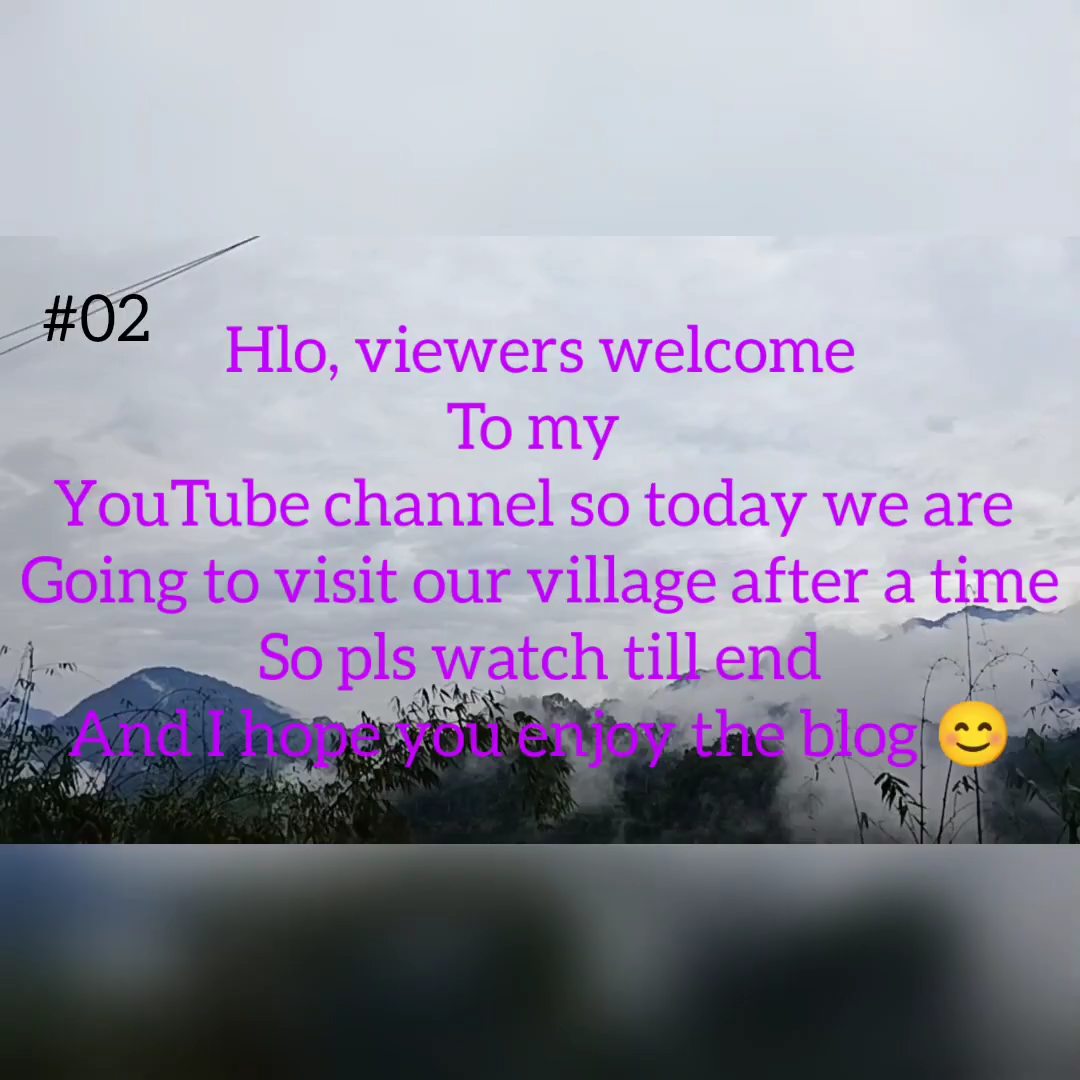 #02
Hlo, viewers welcome
To my
YouTube channel so today we are
Going to visit our village after a time
So pls watch till end
And I hope you enjoy the blog 😊